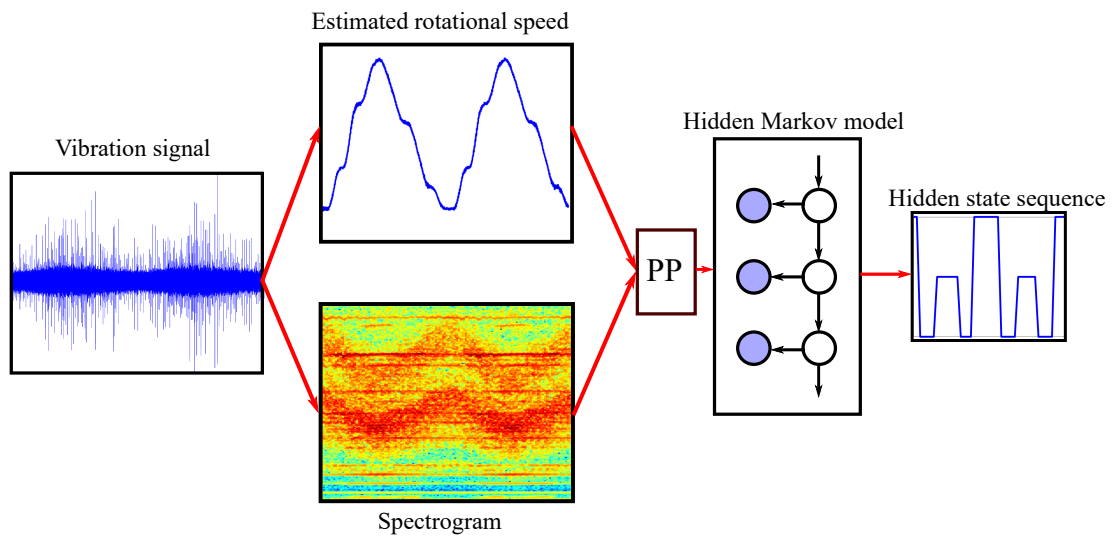 Estimated rotational speed
Vibration signal
Hidden Markov model
Hidden state sequence
PP
Spectrogram